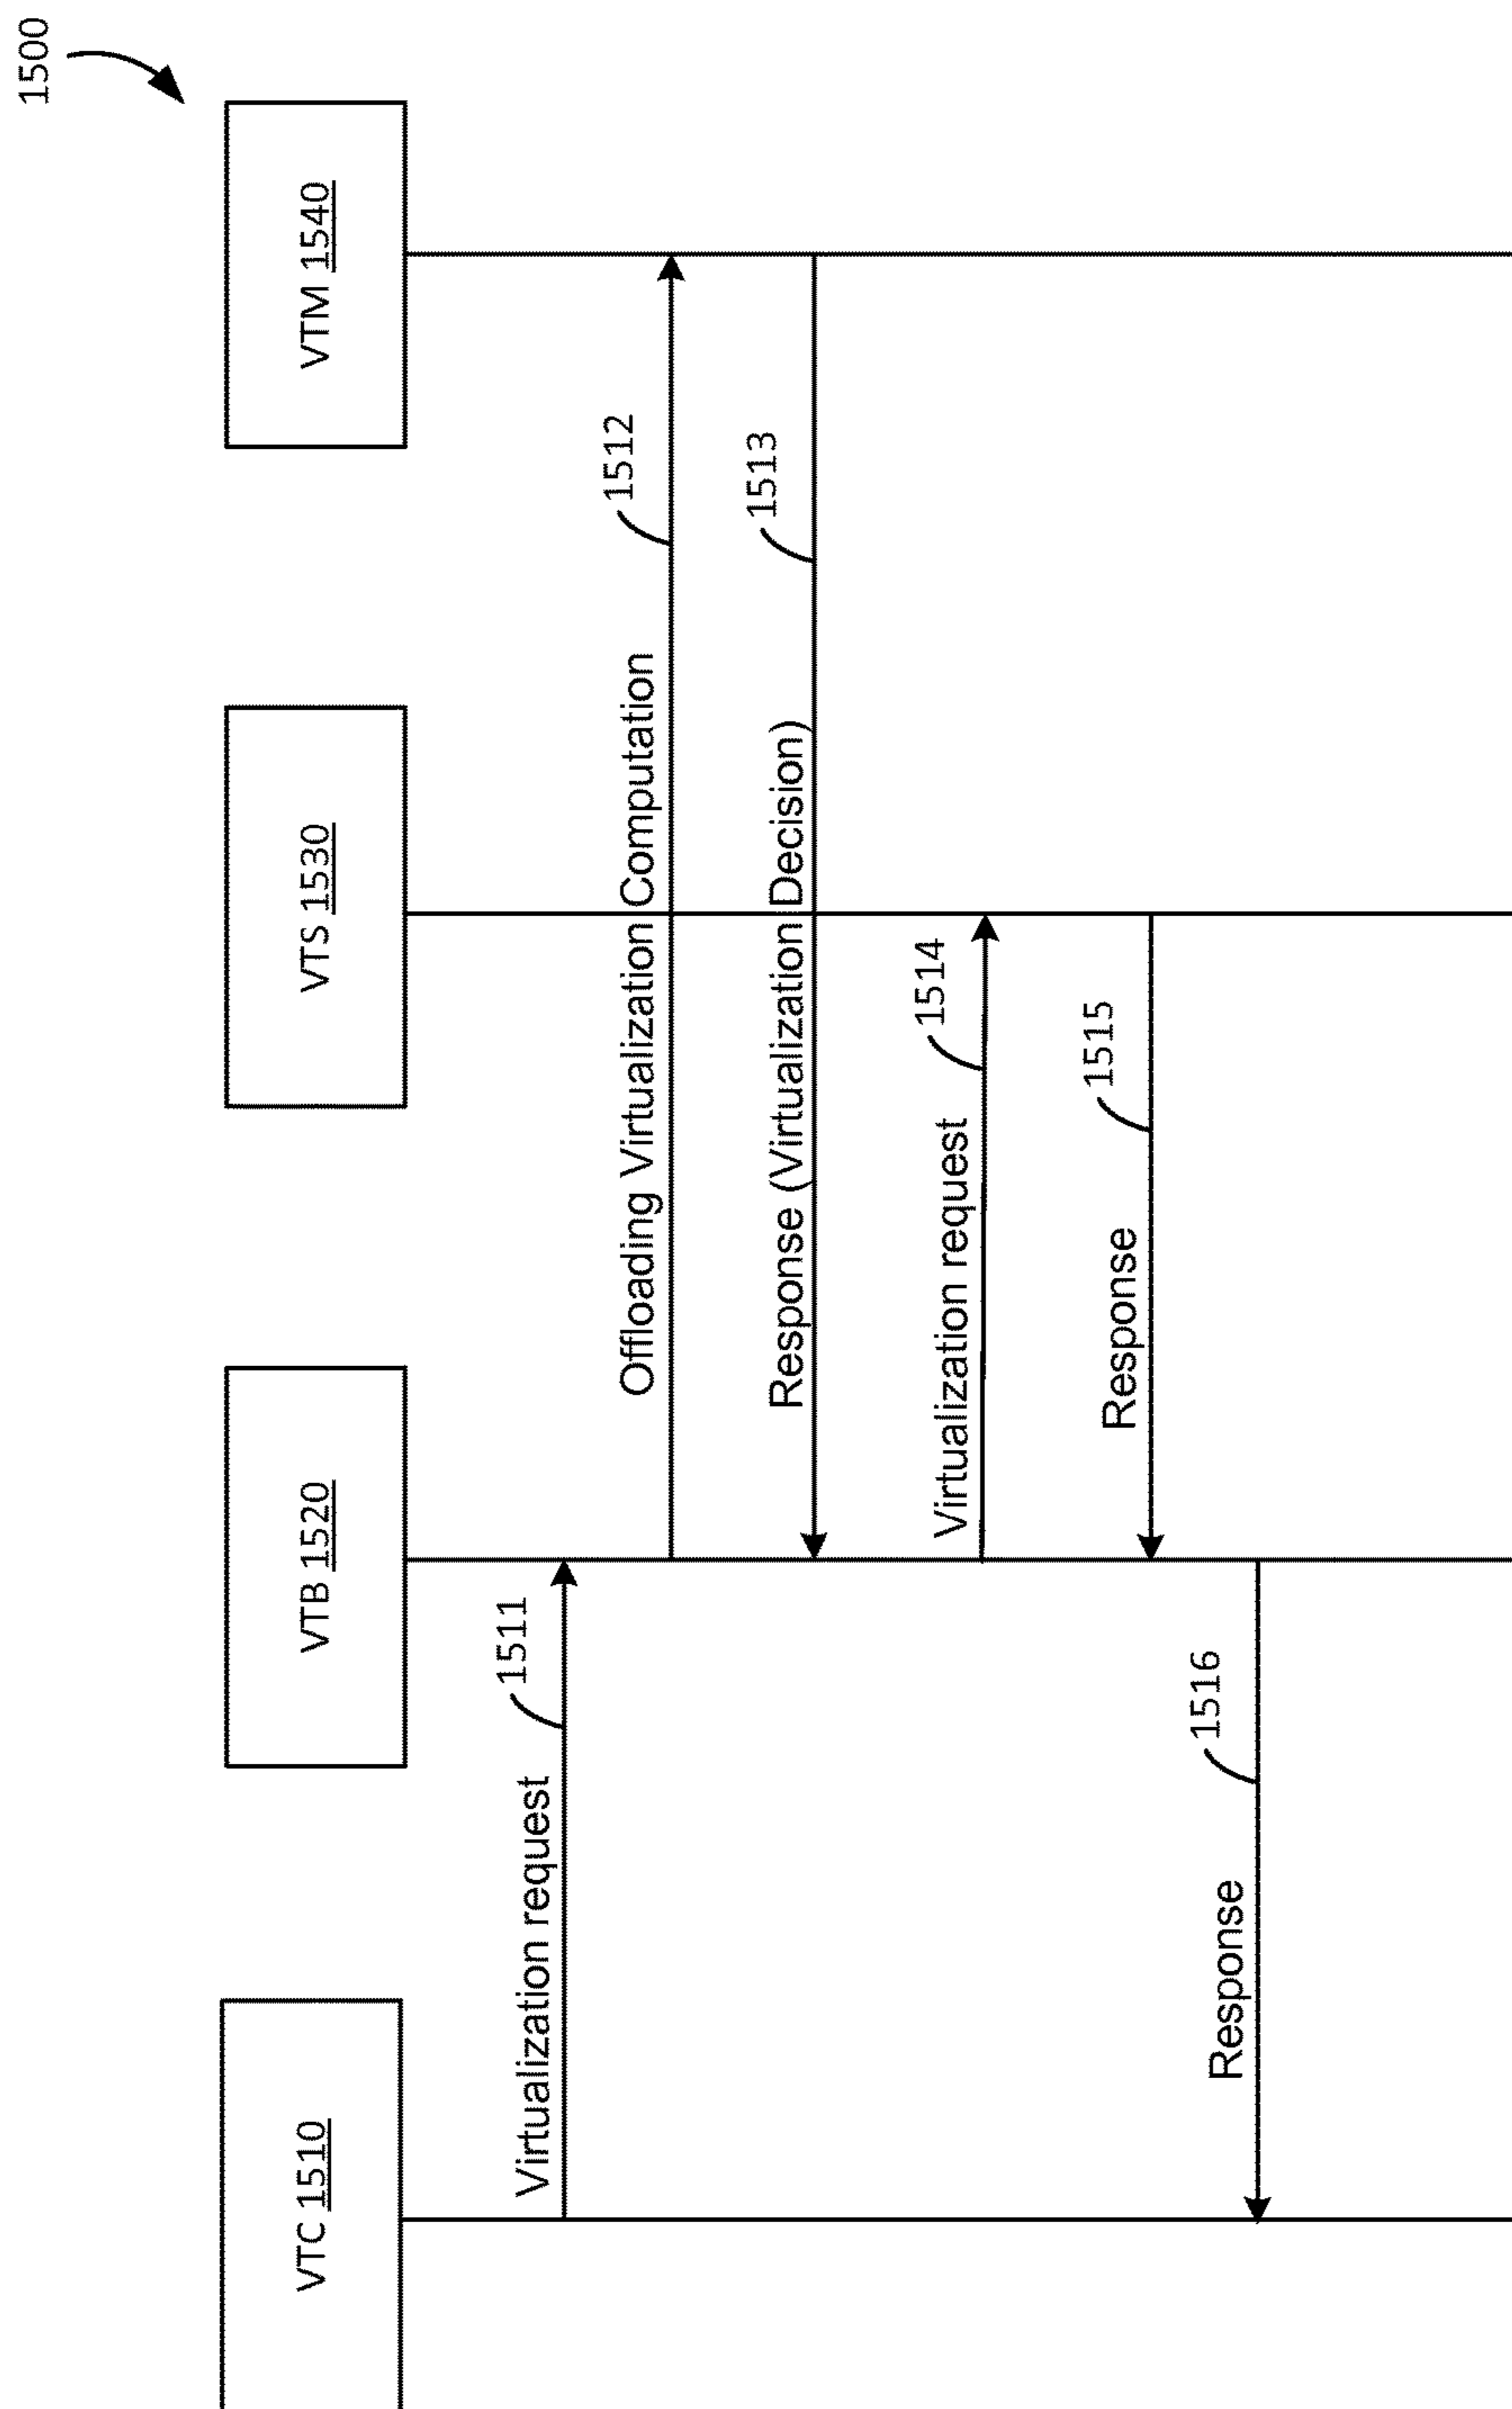 1500
VTC 1510
VTB 1520
VTS 1530
VTM 1540
Virtualization request
1511
Offloading Virtualization Computation
1512
Response (Virtualization Decision)
1513
Virtualization request
1514
Response
1515
Response
1516